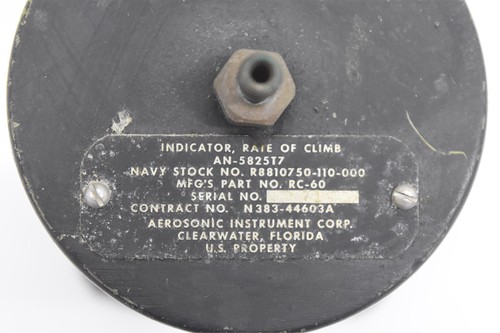 INDICATOR, RATE OF CLIMB
AN-5825T7
NAVY STOCK NO. R8810750-110-000
MFG'S PART NO. RC-60
SERIAL NO.
CONTRACT NO. N383-44603A
AEROSONIC INSTRUMENT CORP.
CLEARWATER, FLORIDA
U.S. PROPERTY